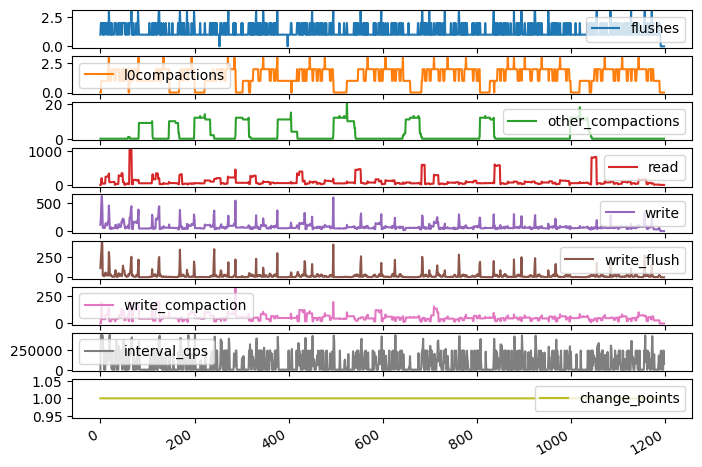 2.5
0.0
flushes
2.5
0.0
l0compactions
20
0
other_compactions
1000
0
read
500
0
write
250
0
write_flush
250
0
write_compaction
250000
0
interval_qps
1.05
1.00
0.95
change_points
0 200 400 600 800 1000 1200